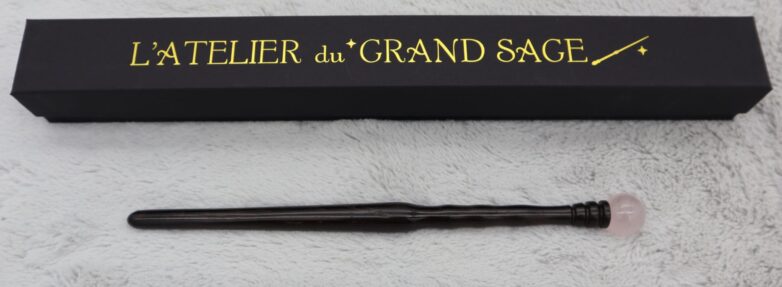 L'ATELIER du GRAND SAGE